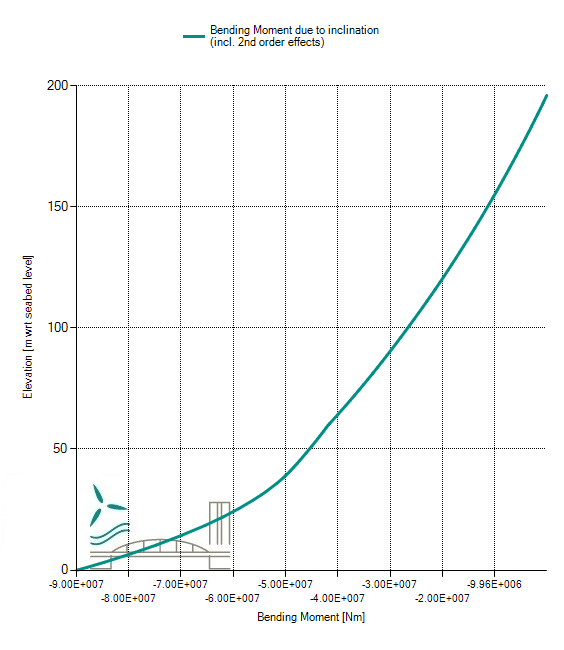 Bending Moment due to inclination
(incl. 2nd order effects)
200
150
100
50
0
Elevation [m wrt seabed level]
-9.00E+007 -7.00E+007 -5.00E+007 -3.00E+007 -9.96E+006
-8.00E+007 -6.00E+007 -4.00E+007 -2.00E+007
Bending Moment [Nm]